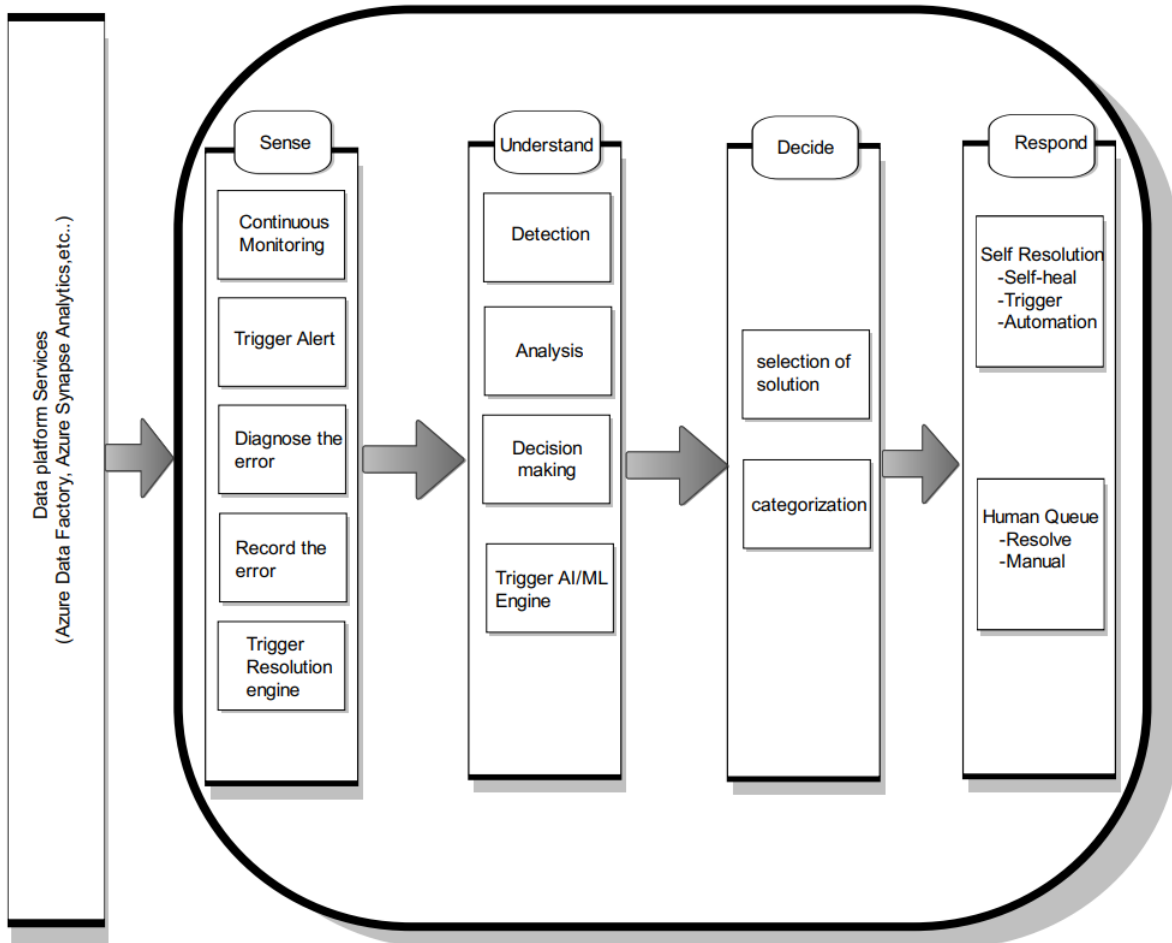 Data platform Services
(Azure Data Factory, Azure Synapse Analytics,etc..)
Sense
Continuous
Monitoring
Trigger Alert
Diagnose the
error
Record the
error
Trigger
Resolution
engine
Understand
Detection
Analysis
Decision
making
Trigger AI/ML
Engine
Decide
selection of
solution
categorization
Respond
Self Resolution
-Self-heal
-Trigger
-Automation
Human Queue
-Resolve
-Manual